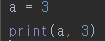 a = 3
print(a, 3)